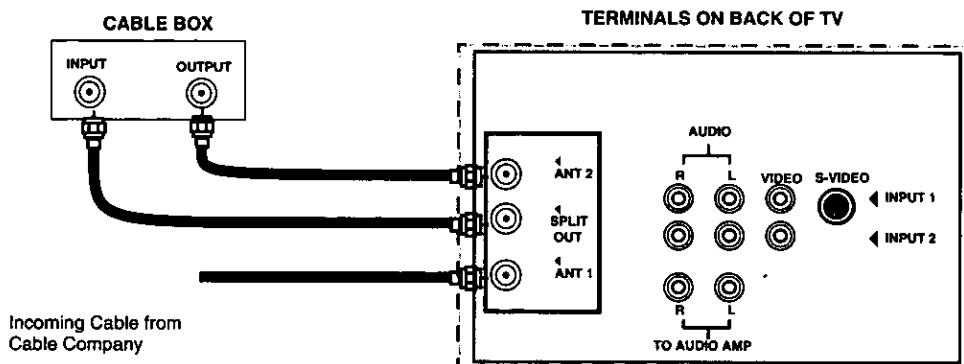 CABLE BOX
INPUT
OUTPUT
TERMINALS ON BACK OF TV
ANT 2
SPLIT
OUT
ANT 1
AUDIO
R
L
VIDEO
S-VIDEO
INPUT 1
INPUT 2
R
L
TO AUDIO AMP
Incoming Cable from
Cable Company